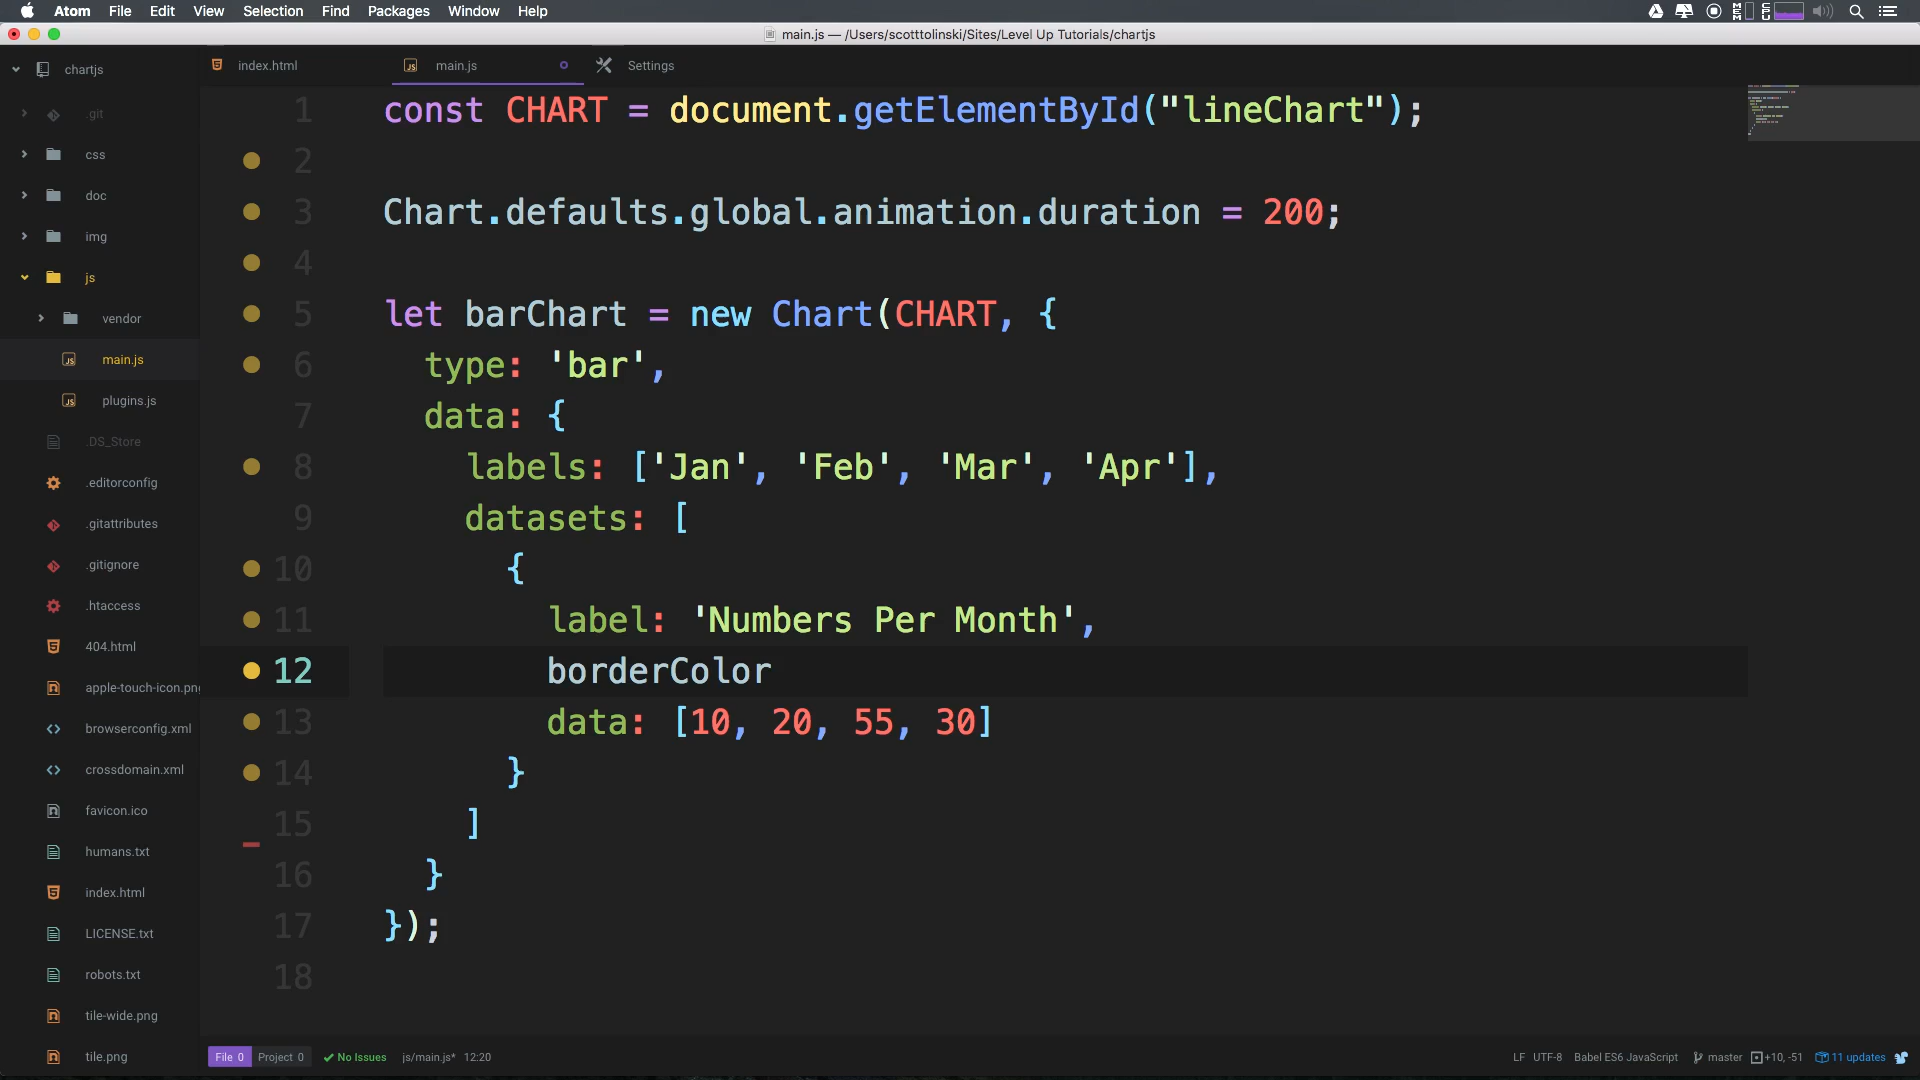 Atom File Edit View Selection Find Packages Window Help
main.js — /Users/scotttolinski/Sites/Level Up Tutorials/chartjs
chartjs
.git
css
doc
img
js
vendor
main.js
plugins.js
.DS_Store
.editorconfig
.gitattributes
.gitignore
.htaccess
404.html
apple-touch-icon.png
browserconfig.xml
crossdomain.xml
favicon.ico
humans.txt
index.html
LICENSE.txt
robots.txt
tile-wide.png
tile.png
index.html main.js Settings
1 const CHART = document.getElementById("lineChart");
2
3 Chart.defaults.global.animation.duration = 200;
4
5 let barChart = new Chart(CHART, {
6 type: 'bar',
7 data: {
8 labels: ['Jan', 'Feb', 'Mar', 'Apr'],
9 datasets: [
10 {
11 label: 'Numbers Per Month',
12 borderColor
13 data: [10, 20, 55, 30]
14 }
15 ]
16 }
17 });
18
File 0 Project 0 No Issues js/main.js* 12:20 LF UTF-8 Babel ES6 JavaScript master +10, -51 11 updates